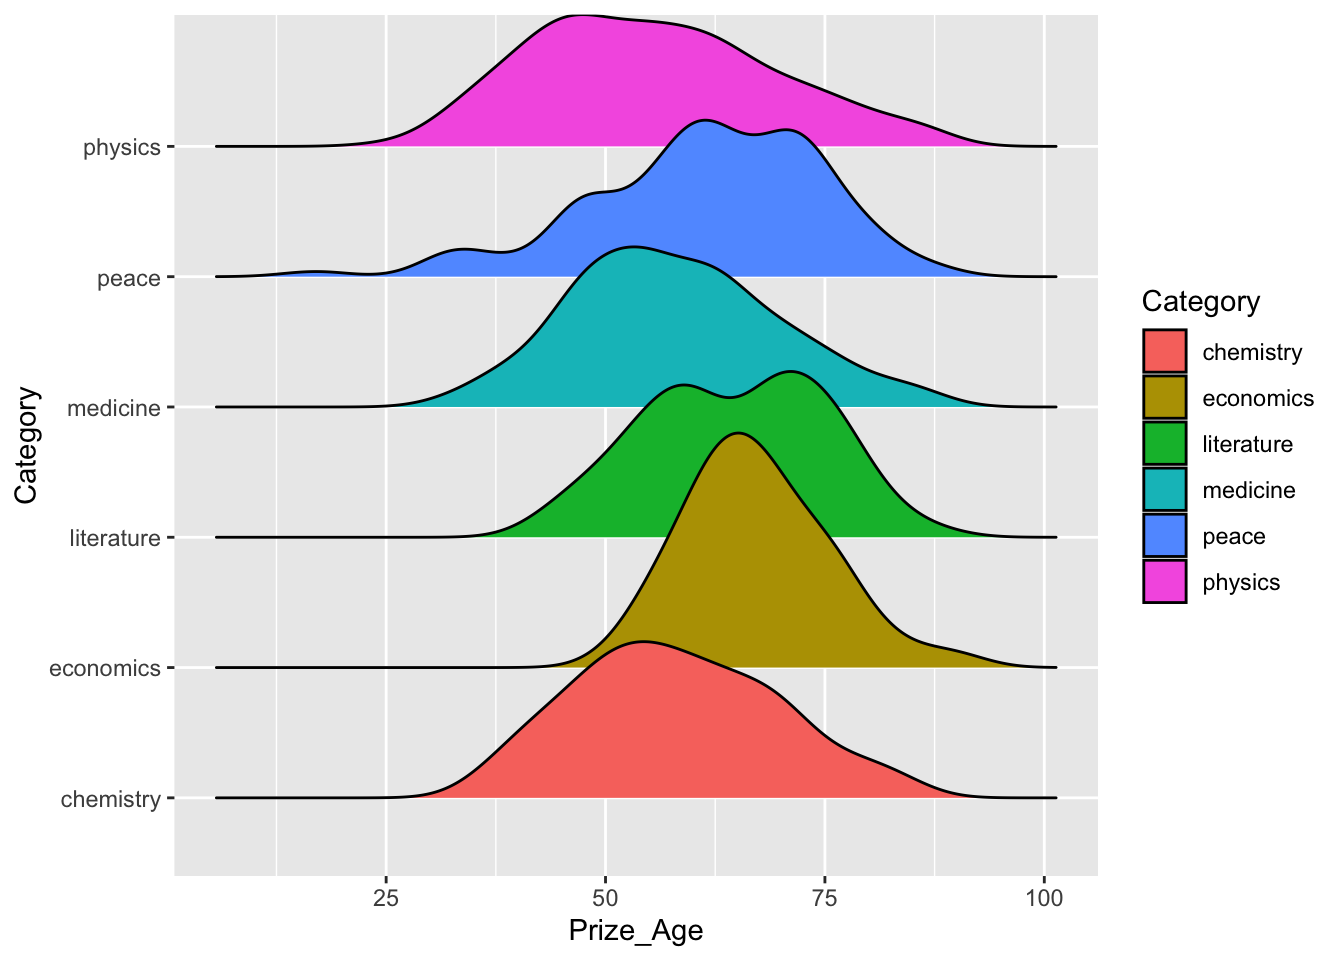 physics
peace
medicine
literature
economics
chemistry
Category
25 50 75 100
Prize_Age
Category
chemistry
economics
literature
medicine
peace
physics